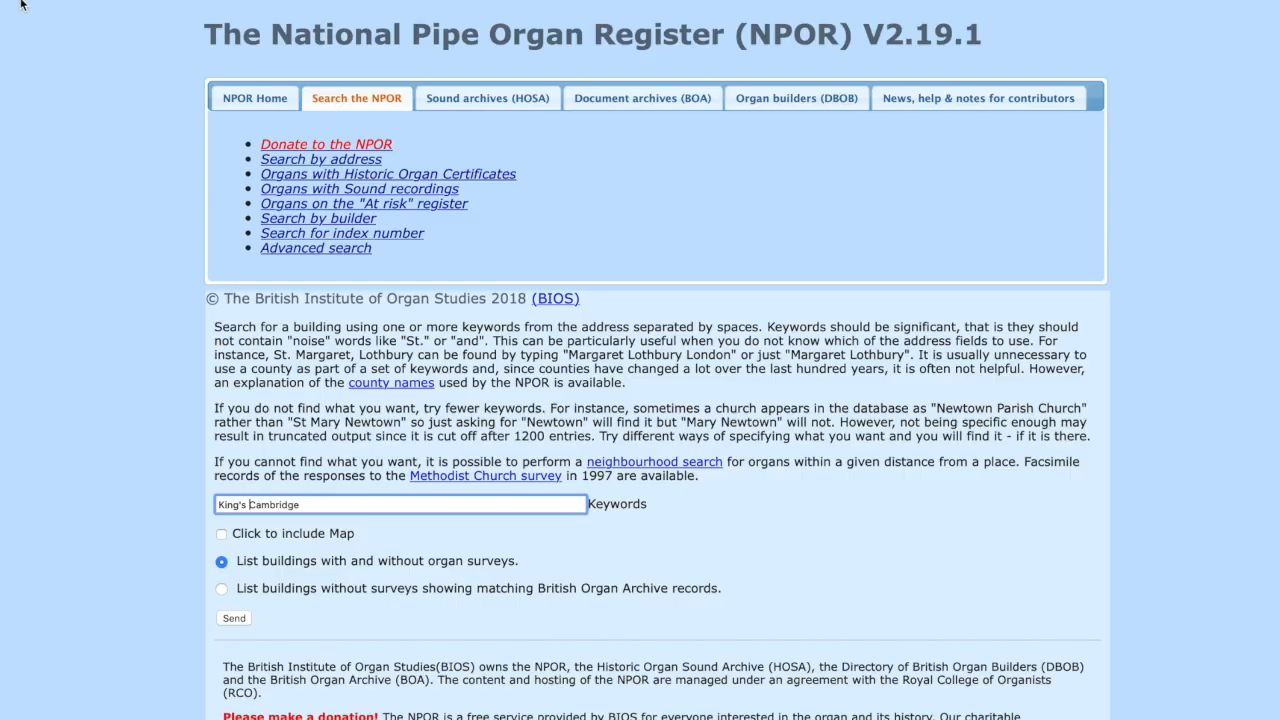 The National Pipe Organ Register (NPOR) V2.19.1
NPOR Home
Search the NPOR
Sound archives (HOSA)
Document archives (BOA)
Organ builders (DBOB)
News, help & notes for contributors
Donate to the NPOR
Search by address
Organs with Historic Organ Certificates
Organs with Sound recordings
Organs on the "At risk" register
Search by builder
Search for index number
Advanced search
© The British Institute of Organ Studies 2018 (BIOS)
Search for a building using one or more keywords from the address separated by spaces. Keywords should be significant, that is they should
not contain "noise" words like "St." or "and". This can be particularly useful when you do not know which of the address fields to use. For
instance, St. Margaret, Lothbury can be found by typing "Margaret Lothbury London" or just "Margaret Lothbury". It is usually unnecessary to
use a county as part of a set of keywords and, since counties have changed a lot over the last hundred years, it is often not helpful. However,
an explanation of the county names used by the NPOR is available.
If you do not find what you want, try fewer keywords. For instance, sometimes a church appears in the database as "Newtown Parish Church"
rather than "St Mary Newtown" so just asking for "Newtown" will find it but "Mary Newtown" will not. However, not being specific enough may
result in truncated output since it is cut off after 1200 entries. Try different ways of specifying what you want and you will find it - if it is there.
If you cannot find what you want, it is possible to perform a neighbourhood search for organs within a given distance from a place. Facsimile
records of the responses to the Methodist Church survey in 1997 are available.
King's Cambridge Keywords
Click to include Map
List buildings with and without organ surveys.
List buildings without surveys showing matching British Organ Archive records.
Send
The British Institute of Organ Studies(BIOS) owns the NPOR, the Historic Organ Sound Archive (HOSA), the Directory of British Organ Builders (DBOB)
and the British Organ Archive (BOA). The content and hosting of the NPOR are managed under an agreement with the Royal College of Organists
(RCO).
Please make a donation! The NPOR is a free service provided by BIOS for everyone interested in the organ and its history. Our charitable